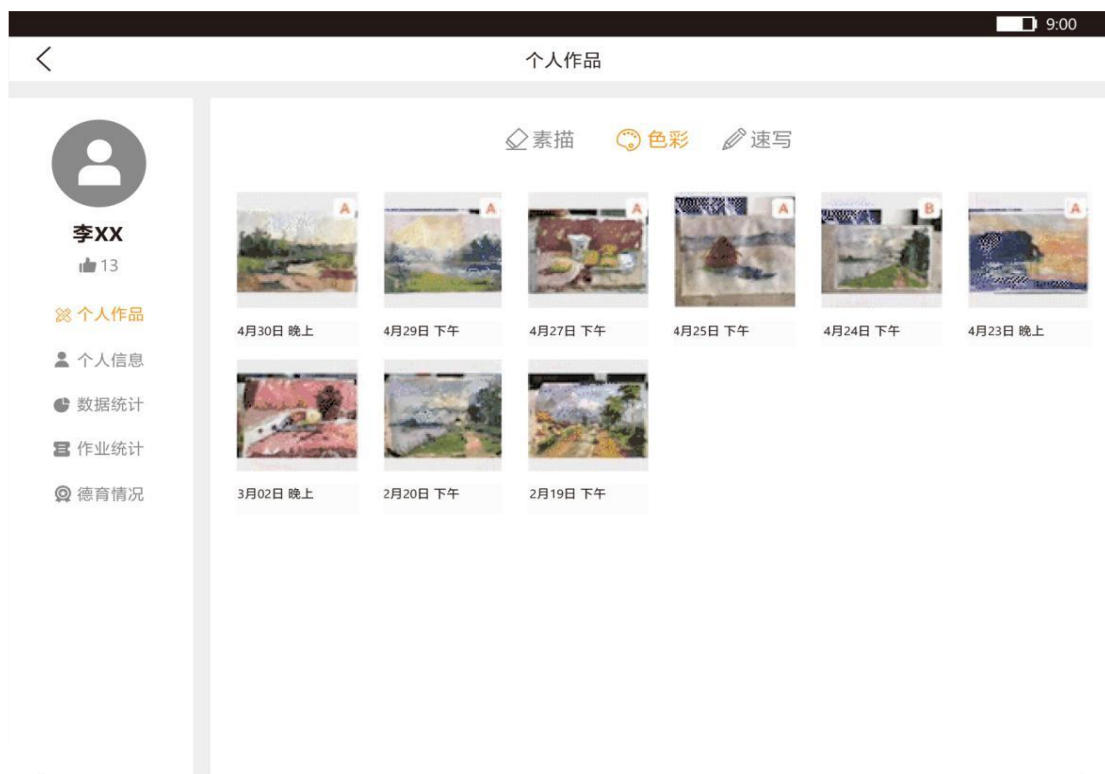 9:00
个人作品
李XX
13
个人作品
个人信息
数据统计
作业统计
德育情况
素描 色彩 速写
A A A A B A
4月30日 晚上 4月29日 下午 4月27日 下午 4月25日 下午 4月24日 下午 4月23日 晚上
3月02日 晚上 2月20日 下午 2月19日 下午